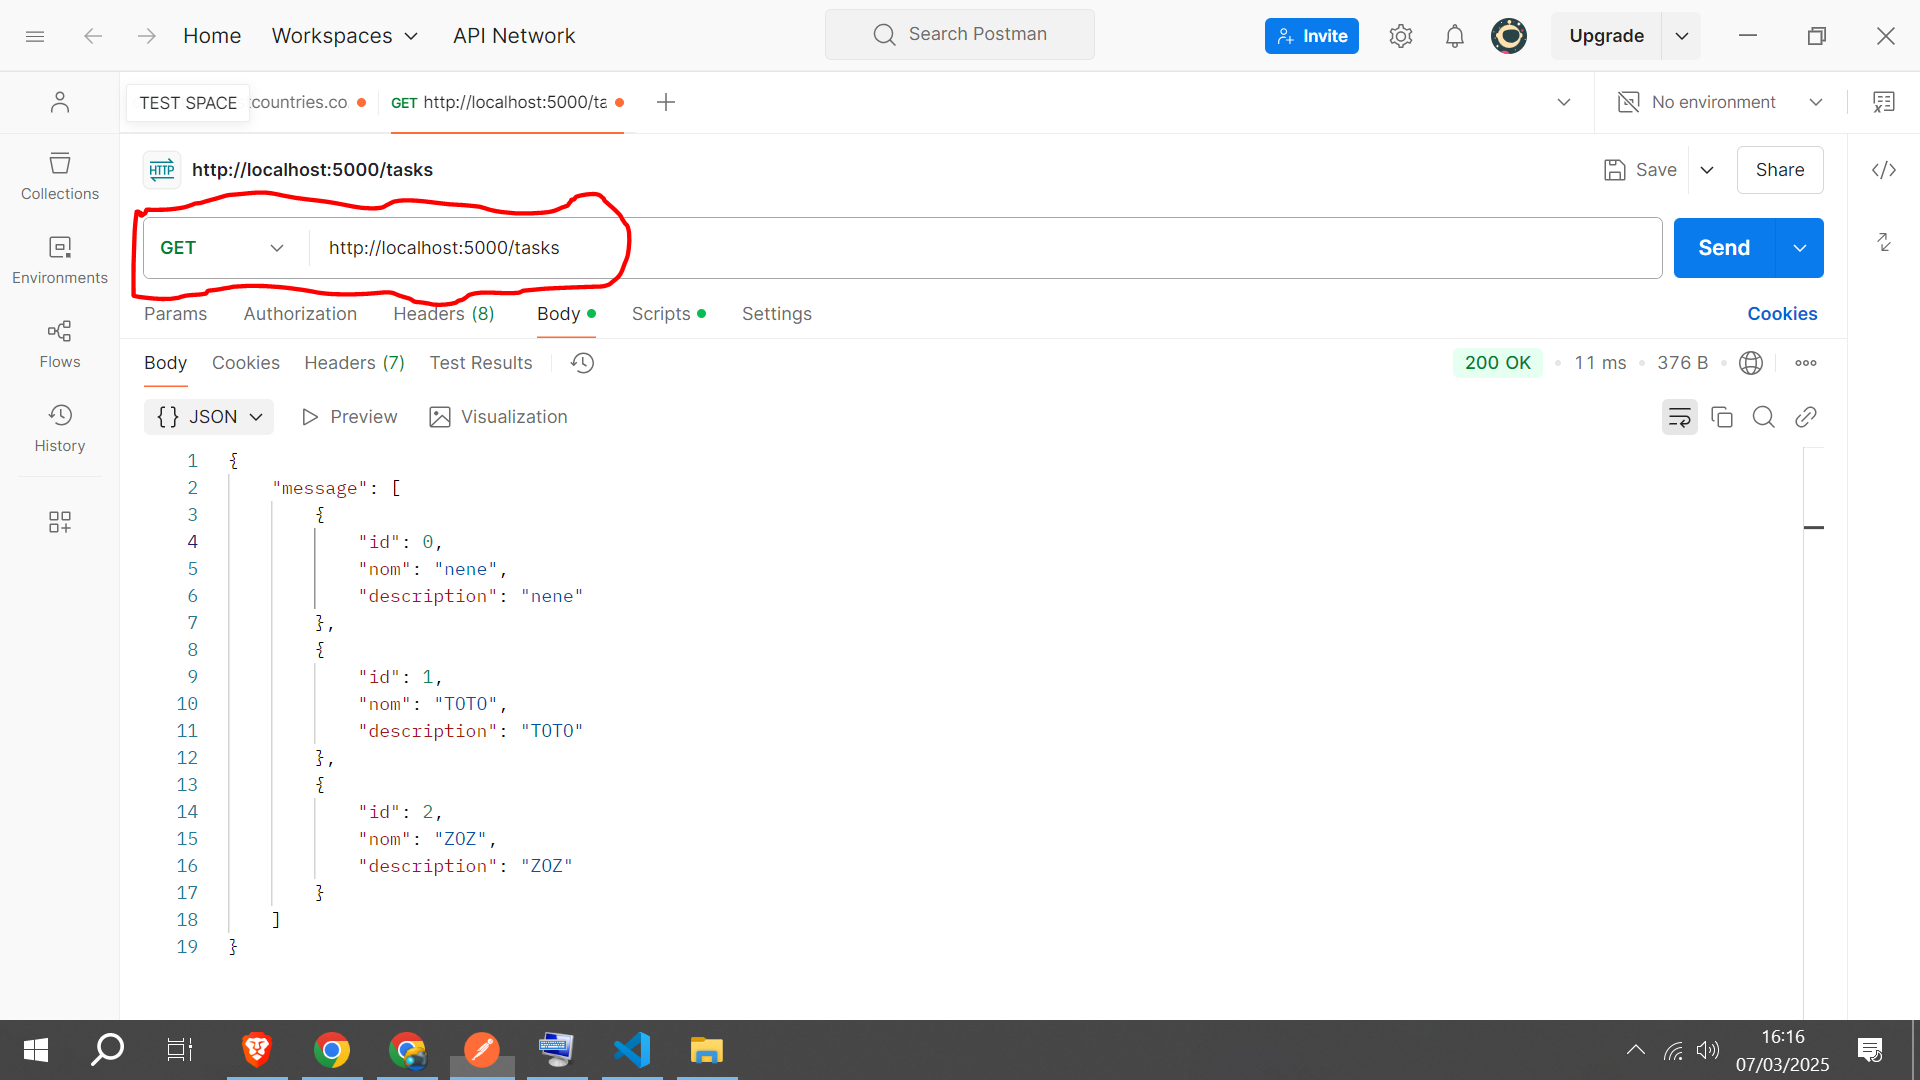 Home Workspaces API Network Search Postman Invite Upgrade
TEST SPACE tcountries.co GET http://localhost:5000/ta No environment
HTTP http://localhost:5000/tasks Save Share
GET http://localhost:5000/tasks Send
Params Authorization Headers (8) Body Scripts Settings Cookies
Body Cookies Headers (7) Test Results 200 OK 11 ms 376 B
{} JSON Preview Visualization
Collections
Environments
Flows
History
1 {
2 "message": [
3 {
4 "id": 0,
5 "nom": "nene",
6 "description": "nene"
7 },
8 {
9 "id": 1,
10 "nom": "TOTO",
11 "description": "TOTO"
12 },
13 {
14 "id": 2,
15 "nom": "ZOZ",
16 "description": "ZOZ"
17 }
18 ]
19 }
16:16
07/03/2025